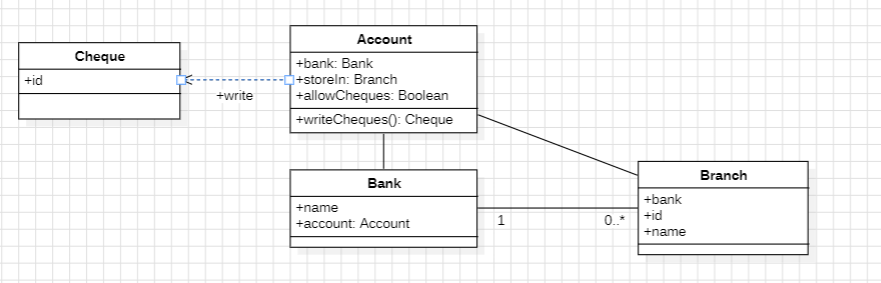 Cheque
+id
+write
Account
+bank: Bank
+storeIn: Branch
+allowCheques: Boolean
+writeCheques(): Cheque
Bank
+name
+account: Account
1
0..*
Branch
+bank
+id
+name